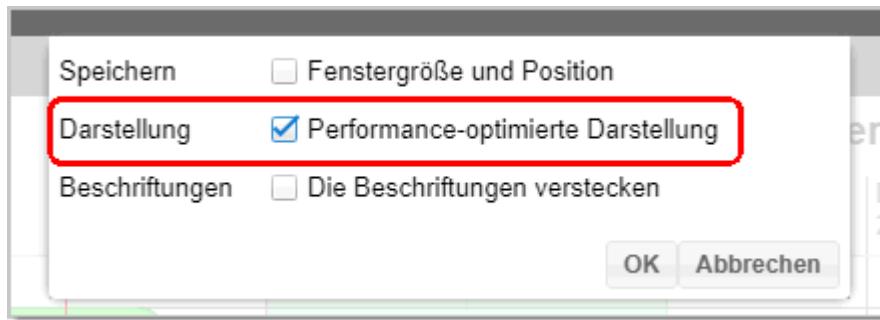 Speichern Fenstergröße und Position
Darstellung Performance-optimierte Darstellung
Beschriftungen Die Beschriftungen verstecken
OK Abbrechen